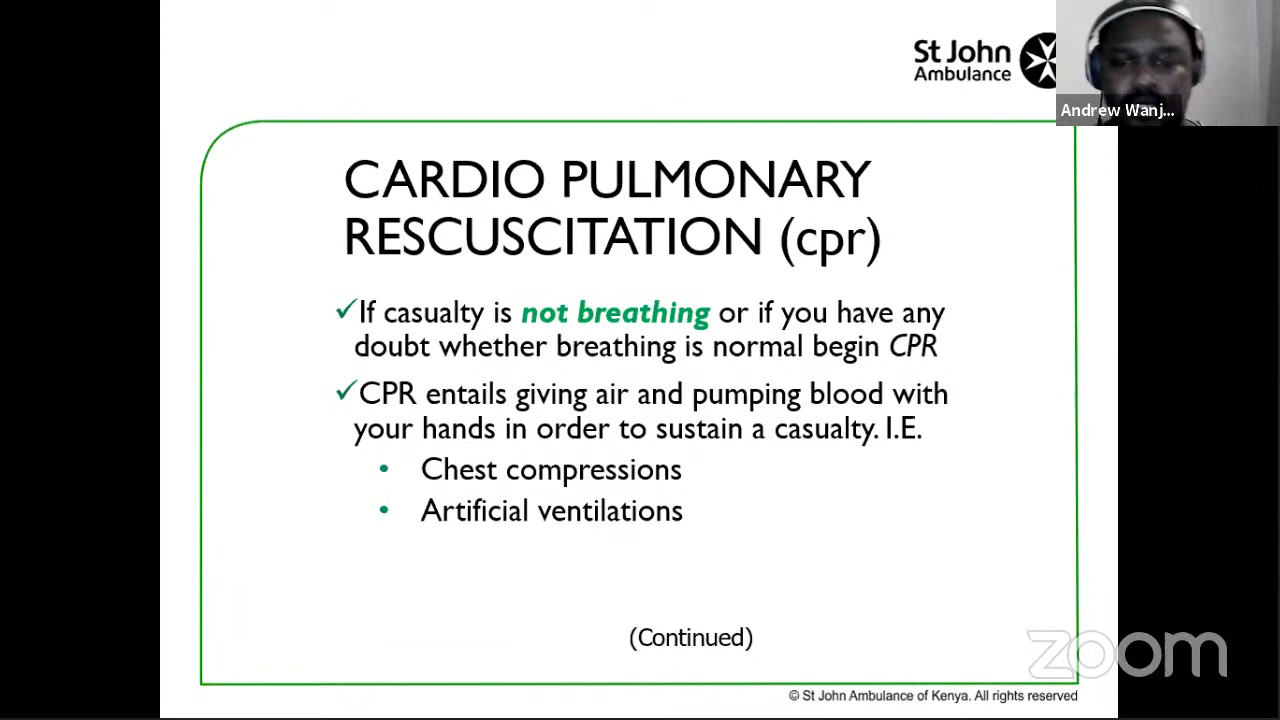 St John
Ambulance
Andrew Wanj...
CARDIO PULMONARY
RESCUSCITATION (cpr)
✓If casualty is not breathing or if you have any
doubt whether breathing is normal begin CPR
✓CPR entails giving air and pumping blood with
your hands in order to sustain a casualty. I.E.
• Chest compressions
• Artificial ventilations
(Continued)
zoom
© St John Ambulance of Kenya. All rights reserved